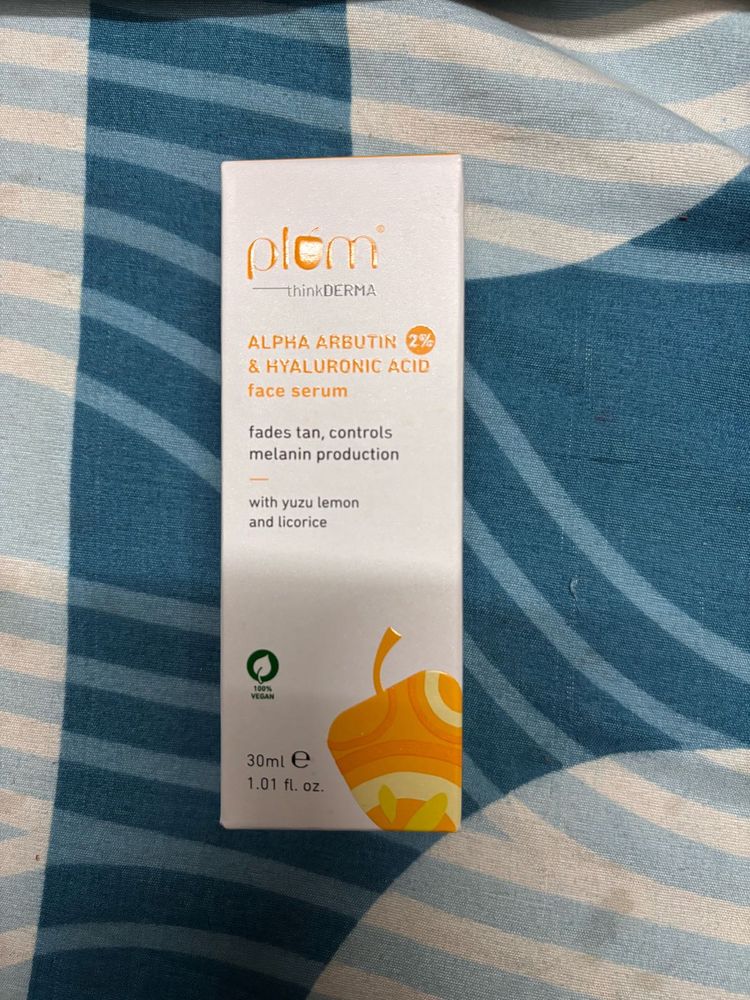 plum®
thinkDERMA
ALPHA ARBUTIN 2%
& HYALURONIC ACID
face serum
fades tan, controls
melanin production
with yuzu lemon
and licorice
100%
VEGAN
30ml ℮
1.01 fl. oz.